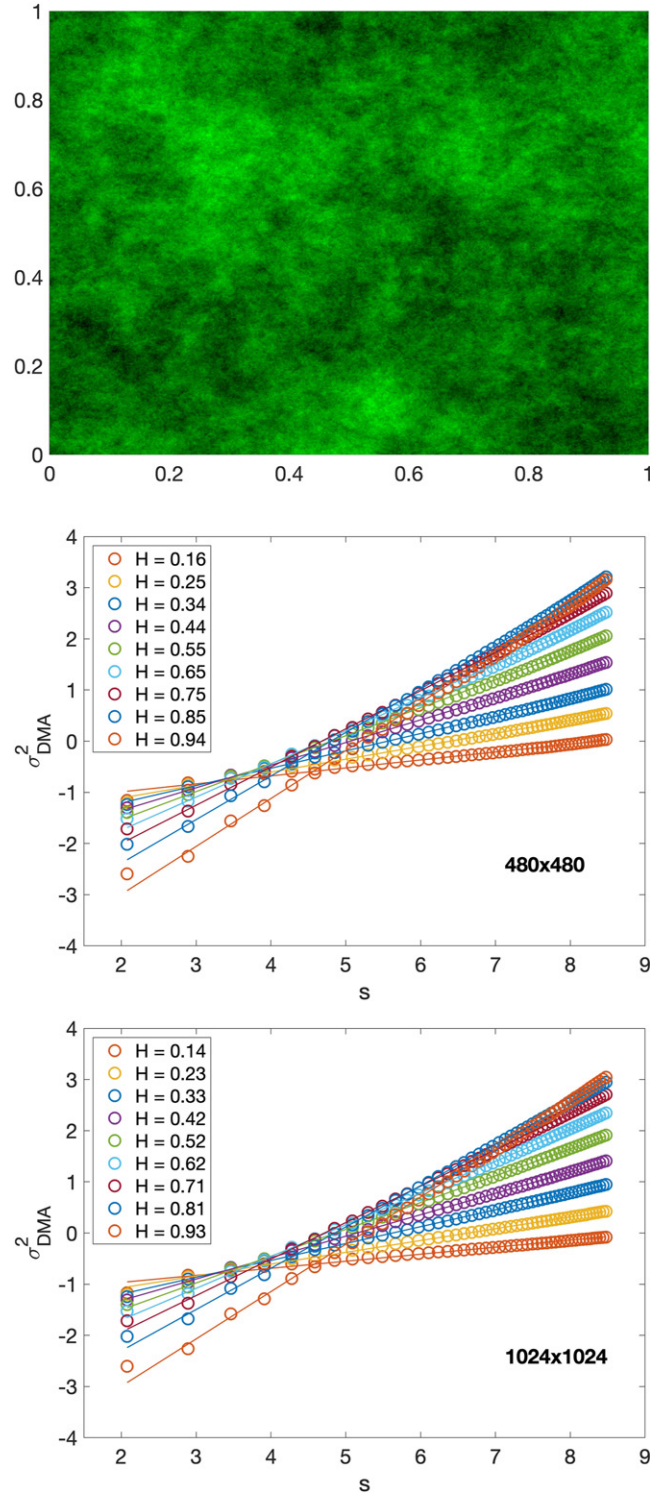 1
0.8
0.6
0.4
0.2
0
0 0.2 0.4 0.6 0.8 1
4
3
2
1
0
-1
-2
-3
-4
σ²DMA
H = 0.16
H = 0.25
H = 0.34
H = 0.44
H = 0.55
H = 0.65
H = 0.75
H = 0.85
H = 0.94
480x480
2 3 4 5 6 7 8 9
s
4
3
2
1
0
-1
-2
-3
-4
σ²DMA
H = 0.14
H = 0.23
H = 0.33
H = 0.42
H = 0.52
H = 0.62
H = 0.71
H = 0.81
H = 0.93
1024x1024
2 3 4 5 6 7 8 9
s